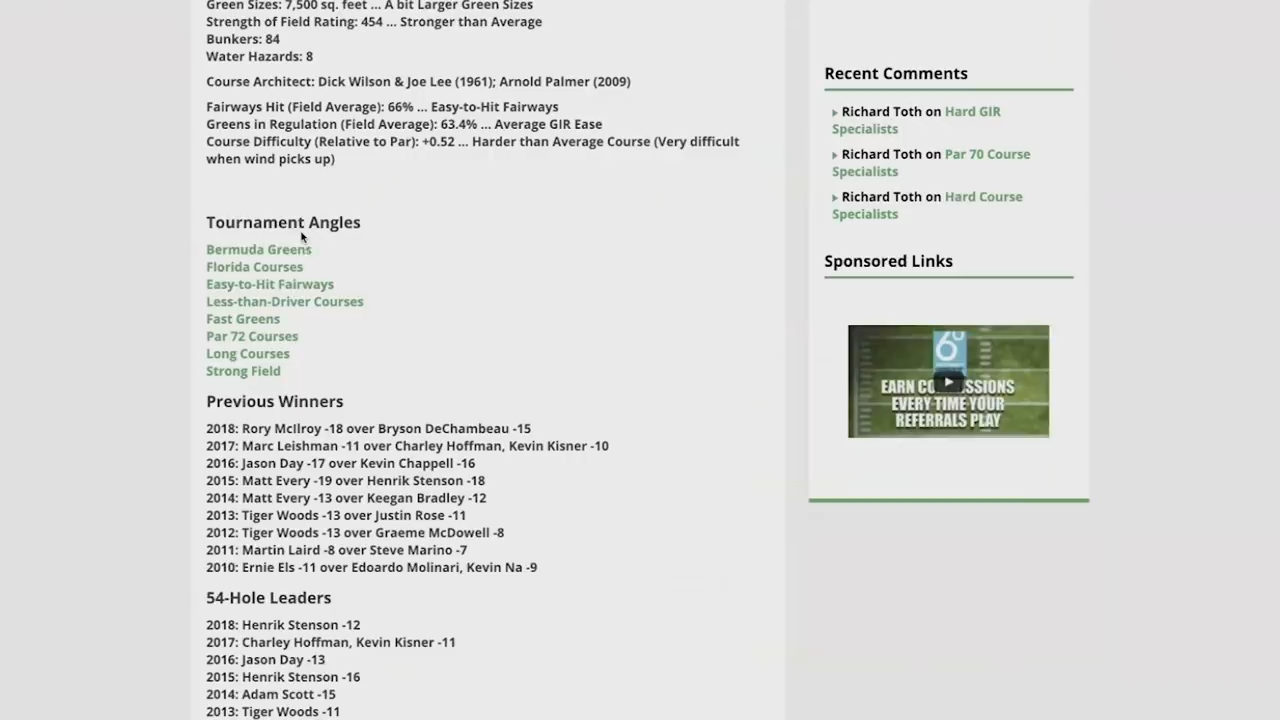 Green Sizes: 7,500 sq. feet ... A bit Larger Green Sizes
Strength of Field Rating: 454 ... Stronger than Average
Bunkers: 84
Water Hazards: 8
Course Architect: Dick Wilson & Joe Lee (1961); Arnold Palmer (2009)
Fairways Hit (Field Average): 66% ... Easy-to-Hit Fairways
Greens in Regulation (Field Average): 63.4% ... Average GIR Ease
Course Difficulty (Relative to Par): +0.52 ... Harder than Average Course (Very difficult
when wind picks up)
Tournament Angles
Bermuda Greens
Florida Courses
Easy-to-Hit Fairways
Less-than-Driver Courses
Fast Greens
Par 72 Courses
Long Courses
Strong Field
Previous Winners
2018: Rory McIlroy -18 over Bryson DeChambeau -15
2017: Marc Leishman -11 over Charley Hoffman, Kevin Kisner -10
2016: Jason Day -17 over Kevin Chappell -16
2015: Matt Every -19 over Henrik Stenson -18
2014: Matt Every -13 over Keegan Bradley -12
2013: Tiger Woods -13 over Justin Rose -11
2012: Tiger Woods -13 over Graeme McDowell -8
2011: Martin Laird -8 over Steve Marino -7
2010: Ernie Els -11 over Edoardo Molinari, Kevin Na -9
54-Hole Leaders
2018: Henrik Stenson -12
2017: Charley Hoffman, Kevin Kisner -11
2016: Jason Day -13
2015: Henrik Stenson -16
2014: Adam Scott -15
2013: Tiger Woods -11
Recent Comments
Richard Toth on Hard GIR
Specialists
Richard Toth on Par 70 Course
Specialists
Richard Toth on Hard Course
Specialists
Sponsored Links
6
EARN COMMISSIONS
EVERY TIME YOUR
REFERRALS PLAY